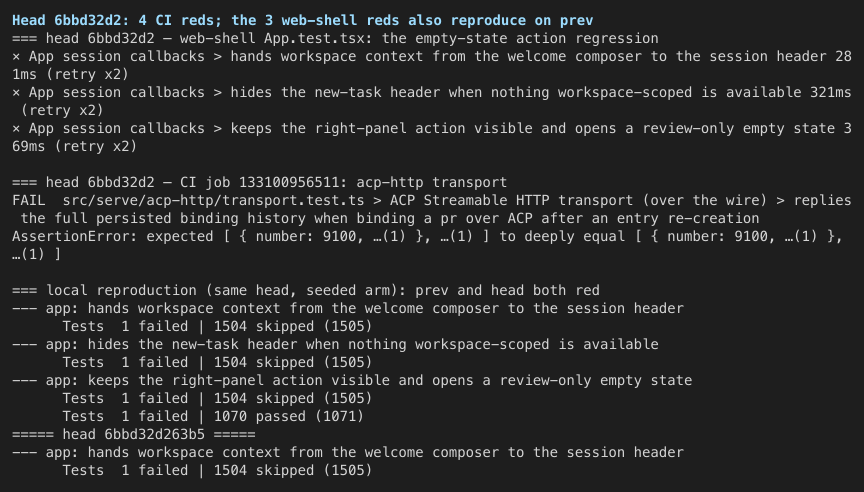 Head 6bbd32d2: 4 CI reds; the 3 web-shell reds also reproduce on prev
=== head 6bbd32d2 — web-shell App.test.tsx: the empty-state action regression
× App session callbacks > hands workspace context from the welcome composer to the session header 28
1ms (retry x2)
× App session callbacks > hides the new-task header when nothing workspace-scoped is available 321ms
 (retry x2)
× App session callbacks > keeps the right-panel action visible and opens a review-only empty state 3
69ms (retry x2)

=== head 6bbd32d2 — CI job 133100956511: acp-http transport
FAIL  src/serve/acp-http/transport.test.ts > ACP Streamable HTTP transport (over the wire) > replies
 the full persisted binding history when binding a pr over ACP after an entry re-creation
AssertionError: expected [ { number: 9100, …(1) }, …(1) ] to deeply equal [ { number: 9100, …(1) },
…(1) ]

=== local reproduction (same head, seeded arm): prev and head both red
--- app: hands workspace context from the welcome composer to the session header
      Tests  1 failed | 1504 skipped (1505)
--- app: hides the new-task header when nothing workspace-scoped is available
      Tests  1 failed | 1504 skipped (1505)
--- app: keeps the right-panel action visible and opens a review-only empty state
      Tests  1 failed | 1504 skipped (1505)
      Tests  1 failed | 1070 passed (1071)
===== head 6bbd32d263b5 =====
--- app: hands workspace context from the welcome composer to the session header
      Tests  1 failed | 1504 skipped (1505)